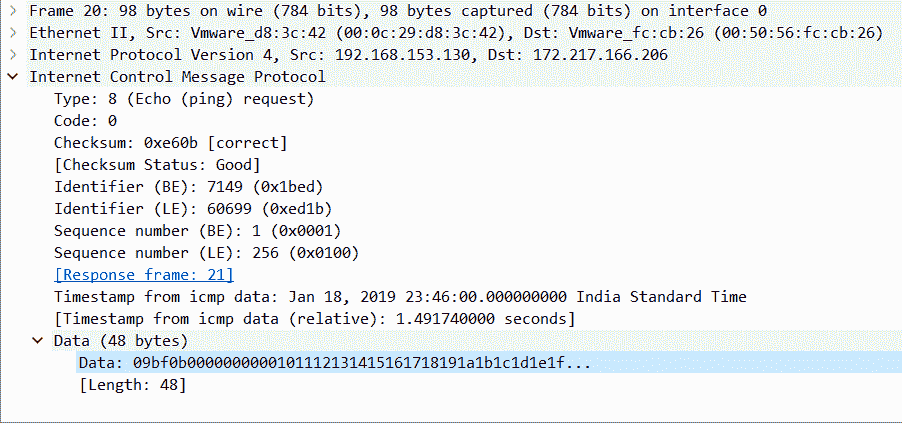 Frame 20: 98 bytes on wire (784 bits), 98 bytes captured (784 bits) on interface 0
Ethernet II, Src: Vmware_d8:3c:42 (00:0c:29:d8:3c:42), Dst: Vmware_fc:cb:26 (00:50:56:fc:cb:26)
Internet Protocol Version 4, Src: 192.168.153.130, Dst: 172.217.166.206
Internet Control Message Protocol
Type: 8 (Echo (ping) request)
Code: 0
Checksum: 0xe60b [correct]
[Checksum Status: Good]
Identifier (BE): 7149 (0x1bed)
Identifier (LE): 60699 (0xed1b)
Sequence number (BE): 1 (0x0001)
Sequence number (LE): 256 (0x0100)
[Response frame: 21]
Timestamp from icmp data: Jan 18, 2019 23:46:00.000000000 India Standard Time
[Timestamp from icmp data (relative): 1.491740000 seconds]
Data (48 bytes)
Data: 09bf0b0000000000101112131415161718191a1b1c1d1e1f...
[Length: 48]